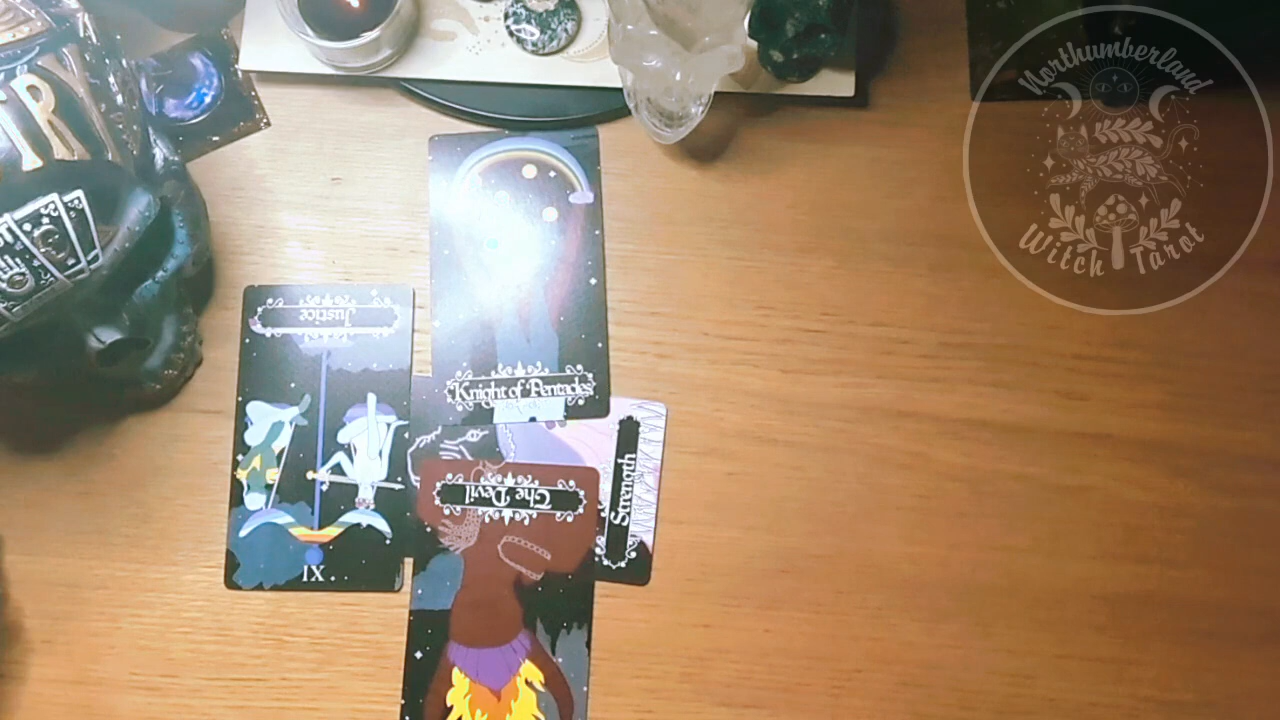 Northumberland
Witch Tarot
Justice
XI
Knight of Pentacles
The Devil
Strength